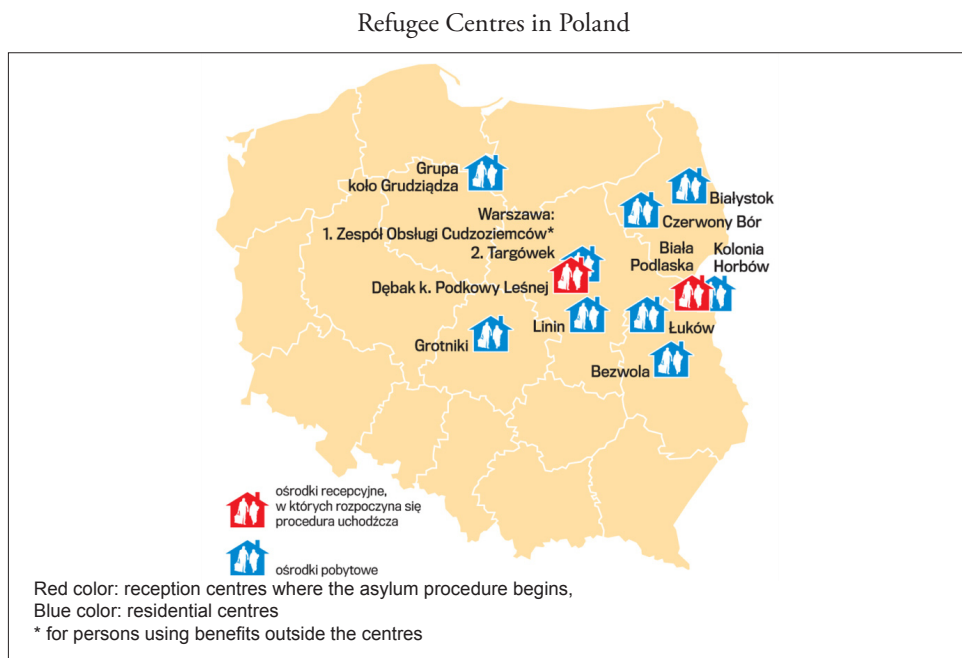 Refugee Centres in Poland
Grupa
koło Grudziądza
Białystok
Czerwony Bór
Warszawa:
1. Zespół Obsługi Cudzoziemców*
2. Targówek
Biała
Podlaska
Kolonia
Horbów
Dębak k. Podkowy Leśnej
Linin
Łuków
Grotniki
Bezwola
ośrodki recepcyjne,
w których rozpoczyna się
procedura uchodźcza
ośrodki pobytowe
Red color: reception centres where the asylum procedure begins,
Blue color: residential centres
* for persons using benefits outside the centres